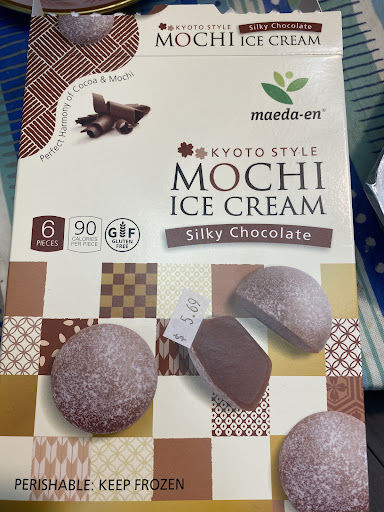 KYOTO STYLE Silky Chocolate
MOCHI ICE CREAM
Perfect Harmony of Cocoa & Mochi
maeda-en®
KYOTO STYLE
MOCHI
ICE CREAM
Silky Chocolate
6
PIECES
90
CALORIES
PER PIECE
GF
GLUTEN
FREE
$ 5.69
PERISHABLE: KEEP FROZEN